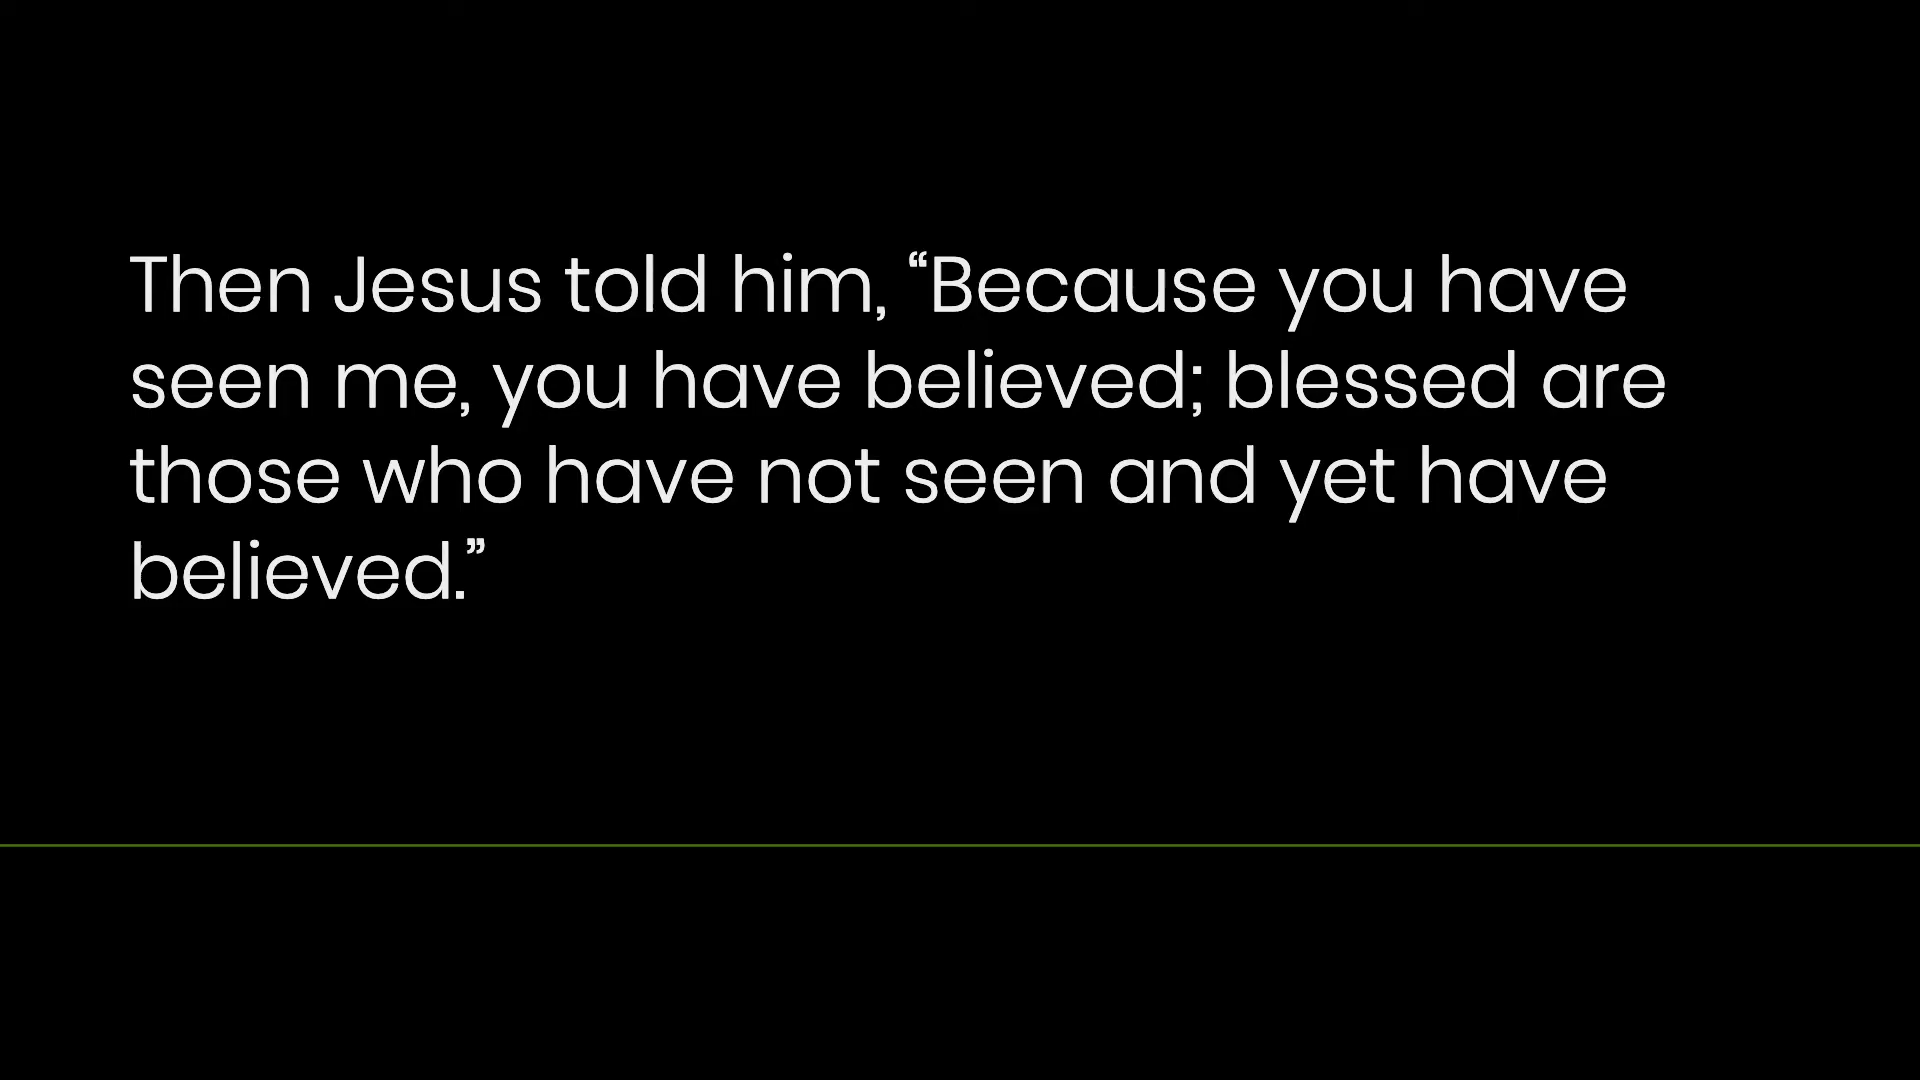 Then Jesus told him, “Because you have
seen me, you have believed; blessed are
those who have not seen and yet have
believed.”